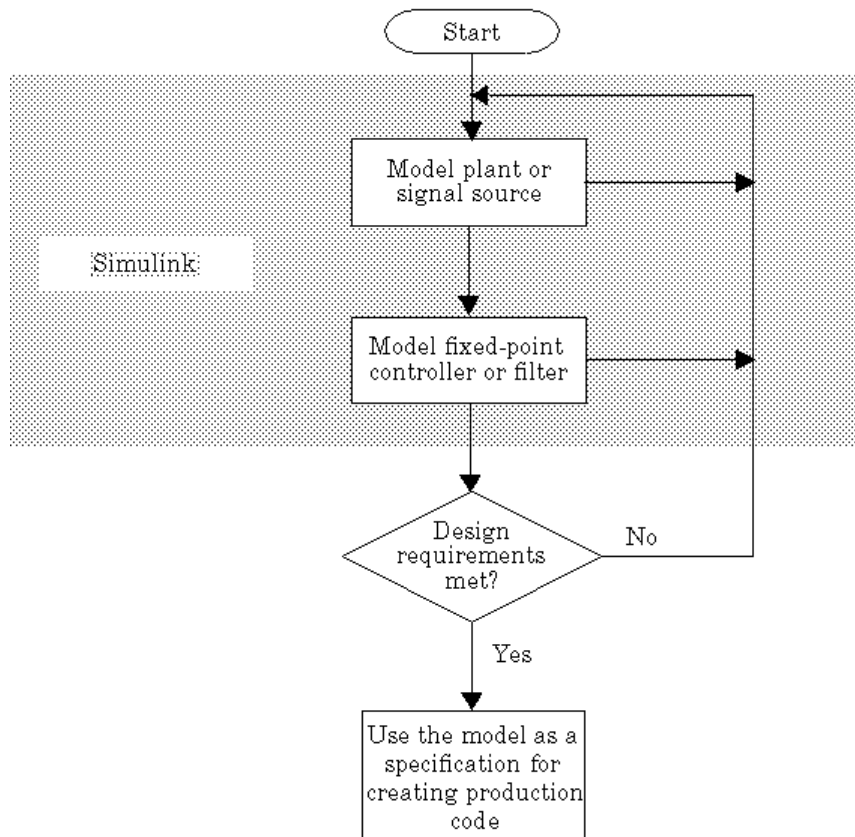 Start
Model plant or
signal source
Simulink
Model fixed-point
controller or filter
Design
requirements
met?
No
Yes
Use the model as a
specification for
creating production
code